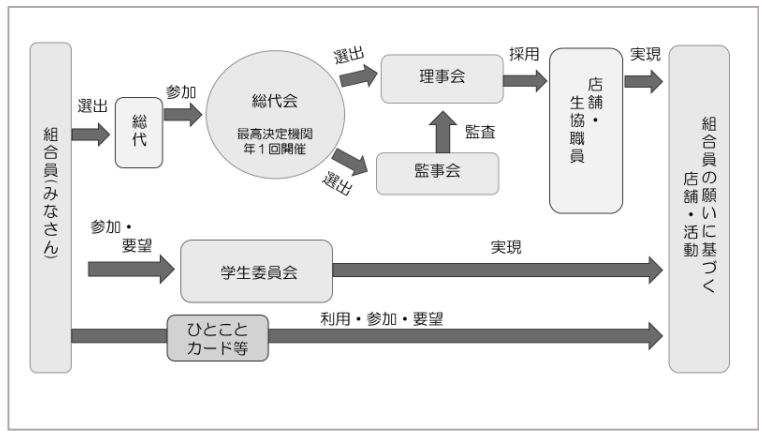 組合員(みなさん)
選出
総代
参加
総代会
最高決定機関
年１回開催
選出
選出
理事会
監査
監事会
採用
店舗・
生協職員
実現
組合員の願いに基づく
店舗・活動
参加・
要望
学生委員会
実現
ひとこと
カード等
利用・参加・要望